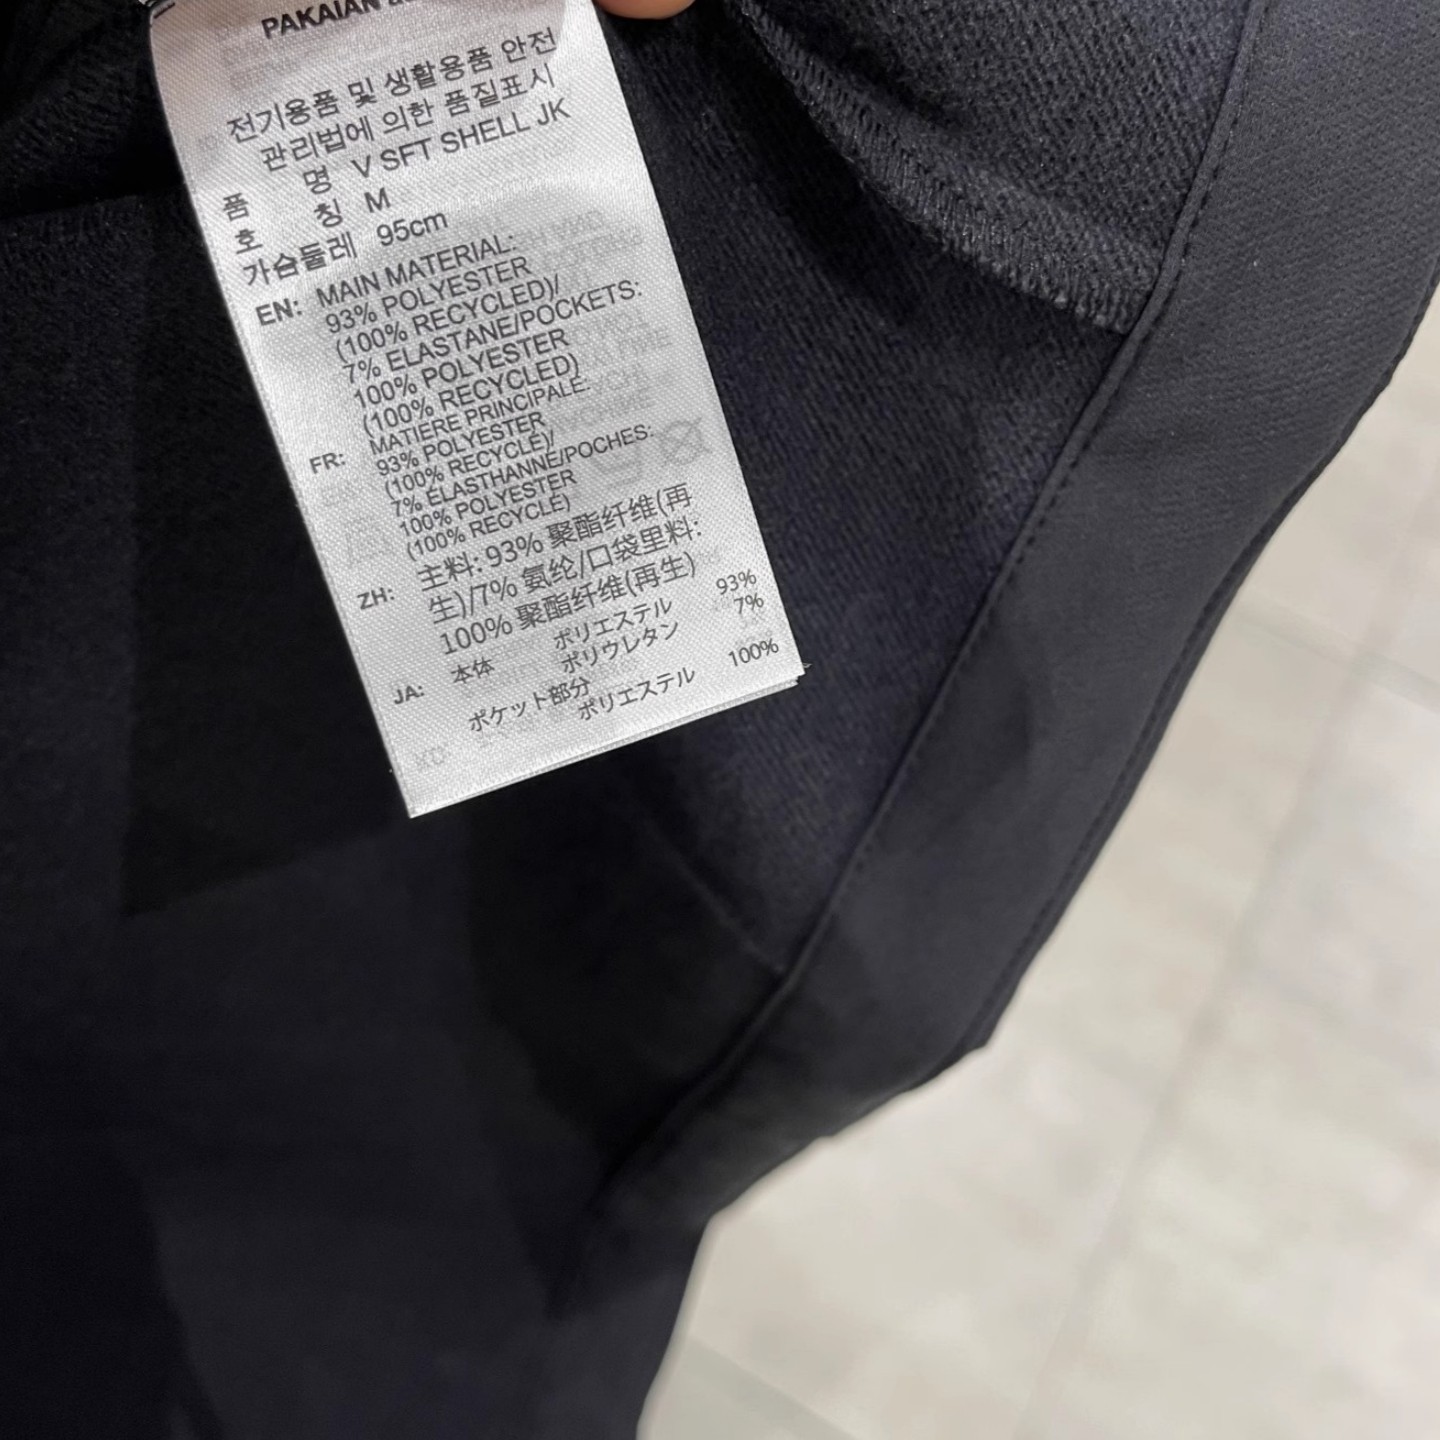 PAKAIAN
전기용품 및 생활용품 안전
관리법에 의한 품질표시
품 명 V SFT SHELL JK
호 칭 M
가슴둘레 95cm
EN: MAIN MATERIAL:
93% POLYESTER
(100% RECYCLED)/
7% ELASTANE/POCKETS:
100% POLYESTER
(100% RECYCLED)
FR: MATIERE PRINCIPALE:
93% POLYESTER
(100% RECYCLÉ)/
7% ÉLASTHANNE/POCHES:
100% POLYESTER
(100% RECYCLÉ)
ZH: 主料: 93% 聚酯纤维(再
生)/7% 氨纶/口袋里料:
100% 聚酯纤维(再生)
JA: 本体 ポリエステル 93%
ポリウレタン 7%
ポケット部分
ポリエステル 100%